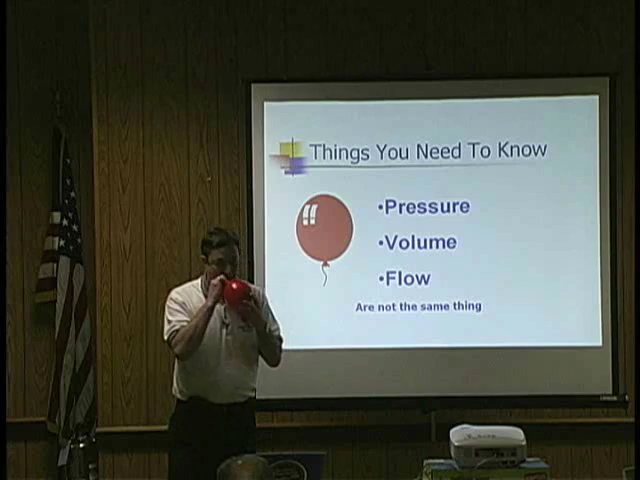 Things You Need To Know
•Pressure
•Volume
•Flow
Are not the same thing